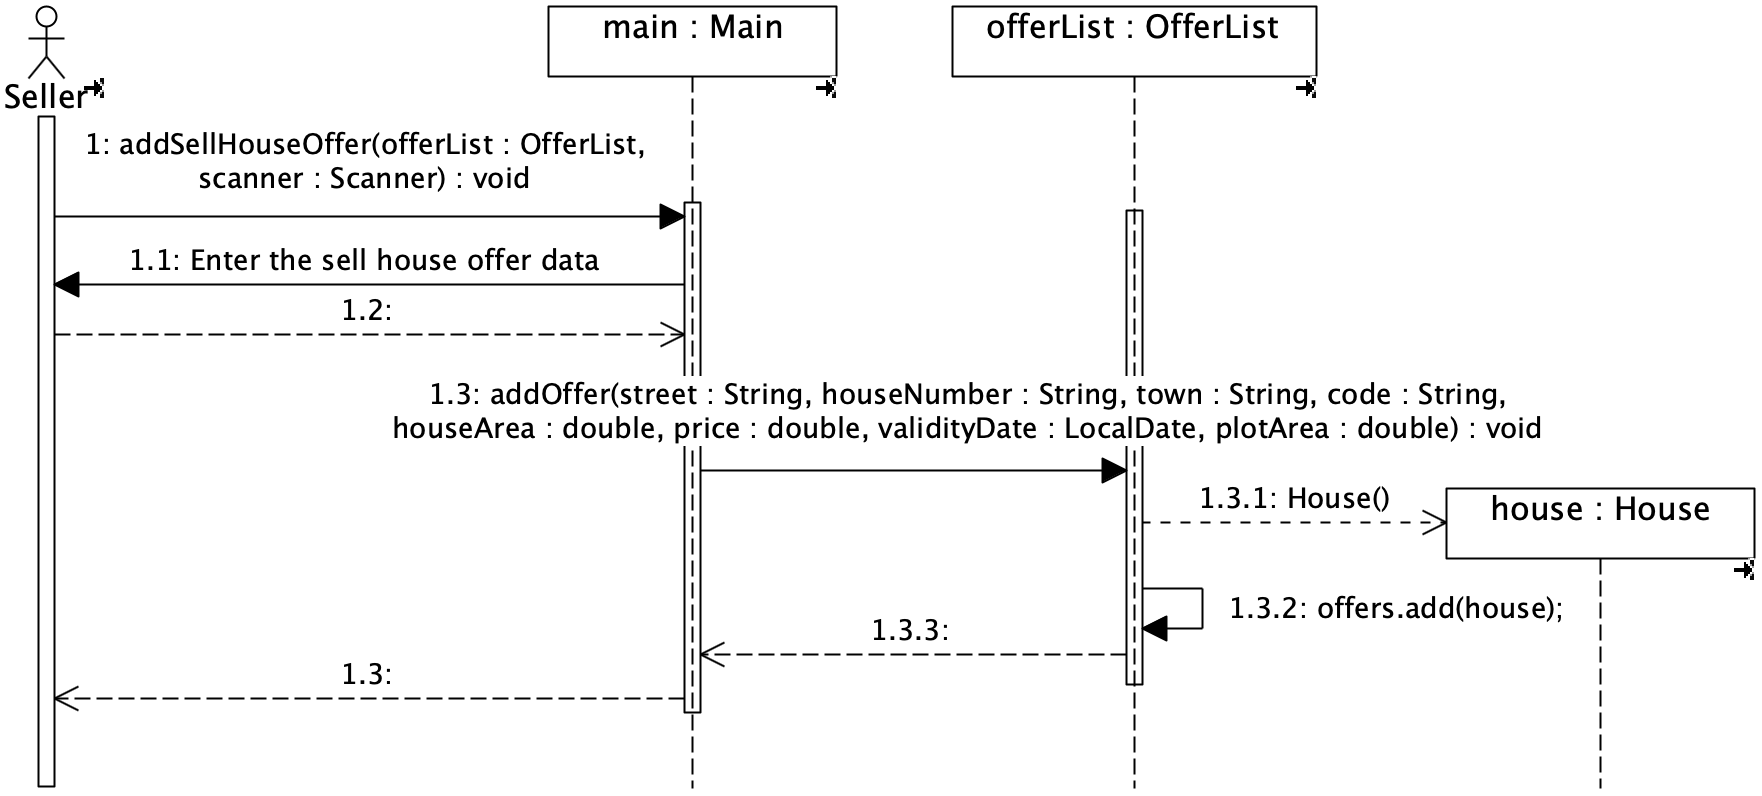 main : Main
offerList : OfferList
Seller
1: addSellHouseOffer(offerList : OfferList,
scanner : Scanner) : void
1.1: Enter the sell house offer data
1.2:
1.3: addOffer(street : String, houseNumber : String, town : String, code : String,
houseArea : double, price : double, validityDate : LocalDate, plotArea : double) : void
1.3.1: House()
house : House
1.3.2: offers.add(house);
1.3.3:
1.3: